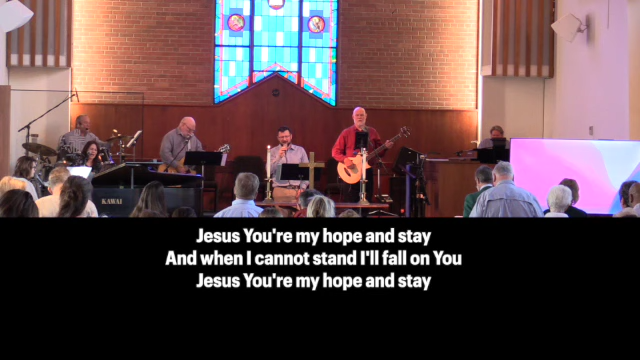 KAWAI
Jesus You're my hope and stay
And when I cannot stand I'll fall on You
Jesus You're my hope and stay